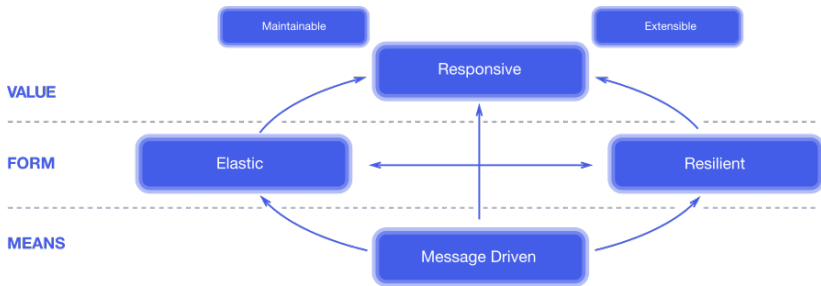 Maintainable
Extensible
Responsive
VALUE
Elastic
FORM
Resilient
MEANS
Message Driven